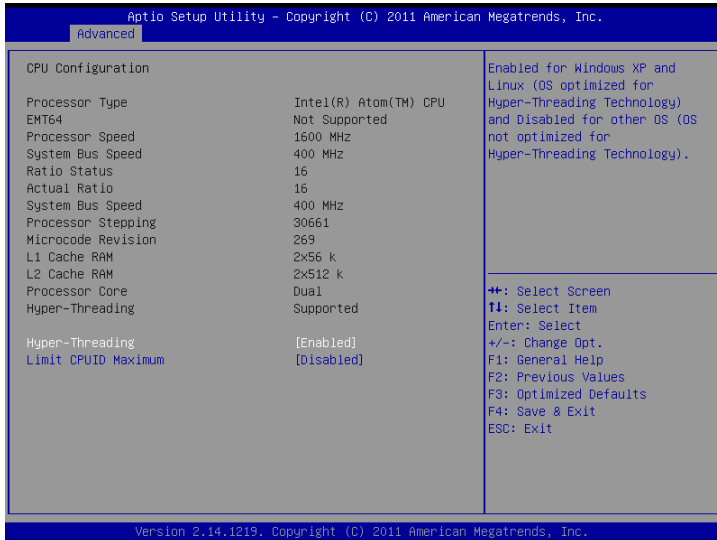 Aptio Setup Utility – Copyright (C) 2011 American Megatrends, Inc.
Advanced
CPU Configuration
Processor Type Intel(R) Atom(TM) CPU
EMT64 Not Supported
Processor Speed 1600 MHz
System Bus Speed 400 MHz
Ratio Status 16
Actual Ratio 16
System Bus Speed 400 MHz
Processor Stepping 30661
Microcode Revision 269
L1 Cache RAM 2x56 k
L2 Cache RAM 2x512 k
Processor Core Dual
Hyper-Threading Supported
Hyper-Threading [Enabled]
Limit CPUID Maximum [Disabled]
Enabled for Windows XP and
Linux (OS optimized for
Hyper-Threading Technology)
and Disabled for other OS (OS
not optimized for
Hyper-Threading Technology).
→←: Select Screen
↑↓: Select Item
Enter: Select
+/-: Change Opt.
F1: General Help
F2: Previous Values
F3: Optimized Defaults
F4: Save & Exit
ESC: Exit
Version 2.14.1219. Copyright (C) 2011 American Megatrends, Inc.